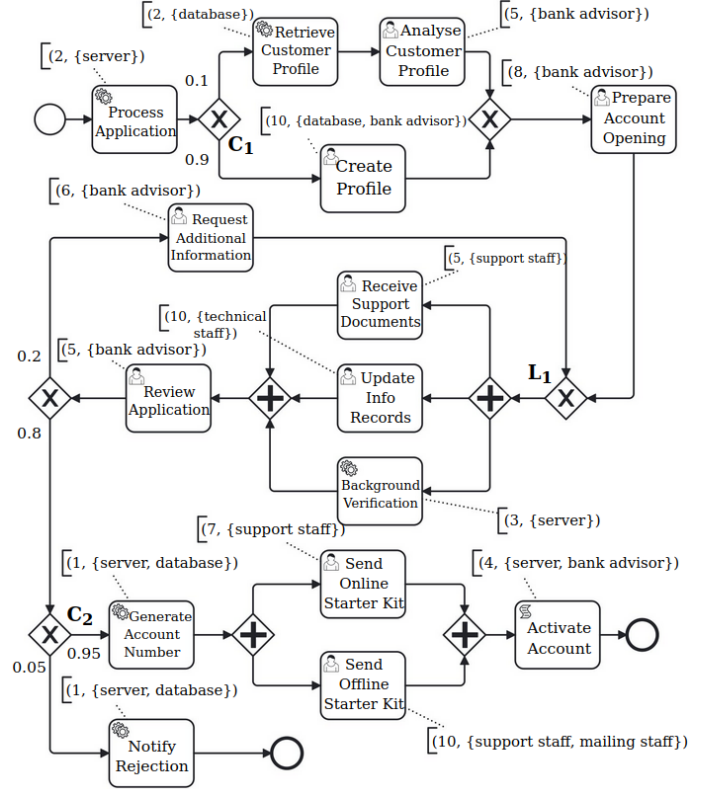 (2, {database})
Retrieve
Customer
Profile
Analyse
Customer
Profile
(5, {bank advisor})
(2, {server})
Process
Application
0.1
X
C1
0.9
(10, {database, bank advisor})
Create
Profile
X
(8, {bank advisor})
Prepare
Account
Opening
(6, {bank advisor})
Request
Additional
Information
(5, {support staff})
Receive
Support
Documents
(10, {technical
staff})
Update
Info
Records
L1
X
0.2
(5, {bank advisor})
Review
Application
X
0.8
Background
Verification
(3, {server})
(7, {support staff})
Send
Online
Starter Kit
(1, {server, database})
(4, {server, bank advisor})
X
C2
0.95
0.05
Generate
Account
Number
Activate
Account
Send
Offline
Starter Kit
(1, {server, database})
Notify
Rejection
(10, {support staff, mailing staff})